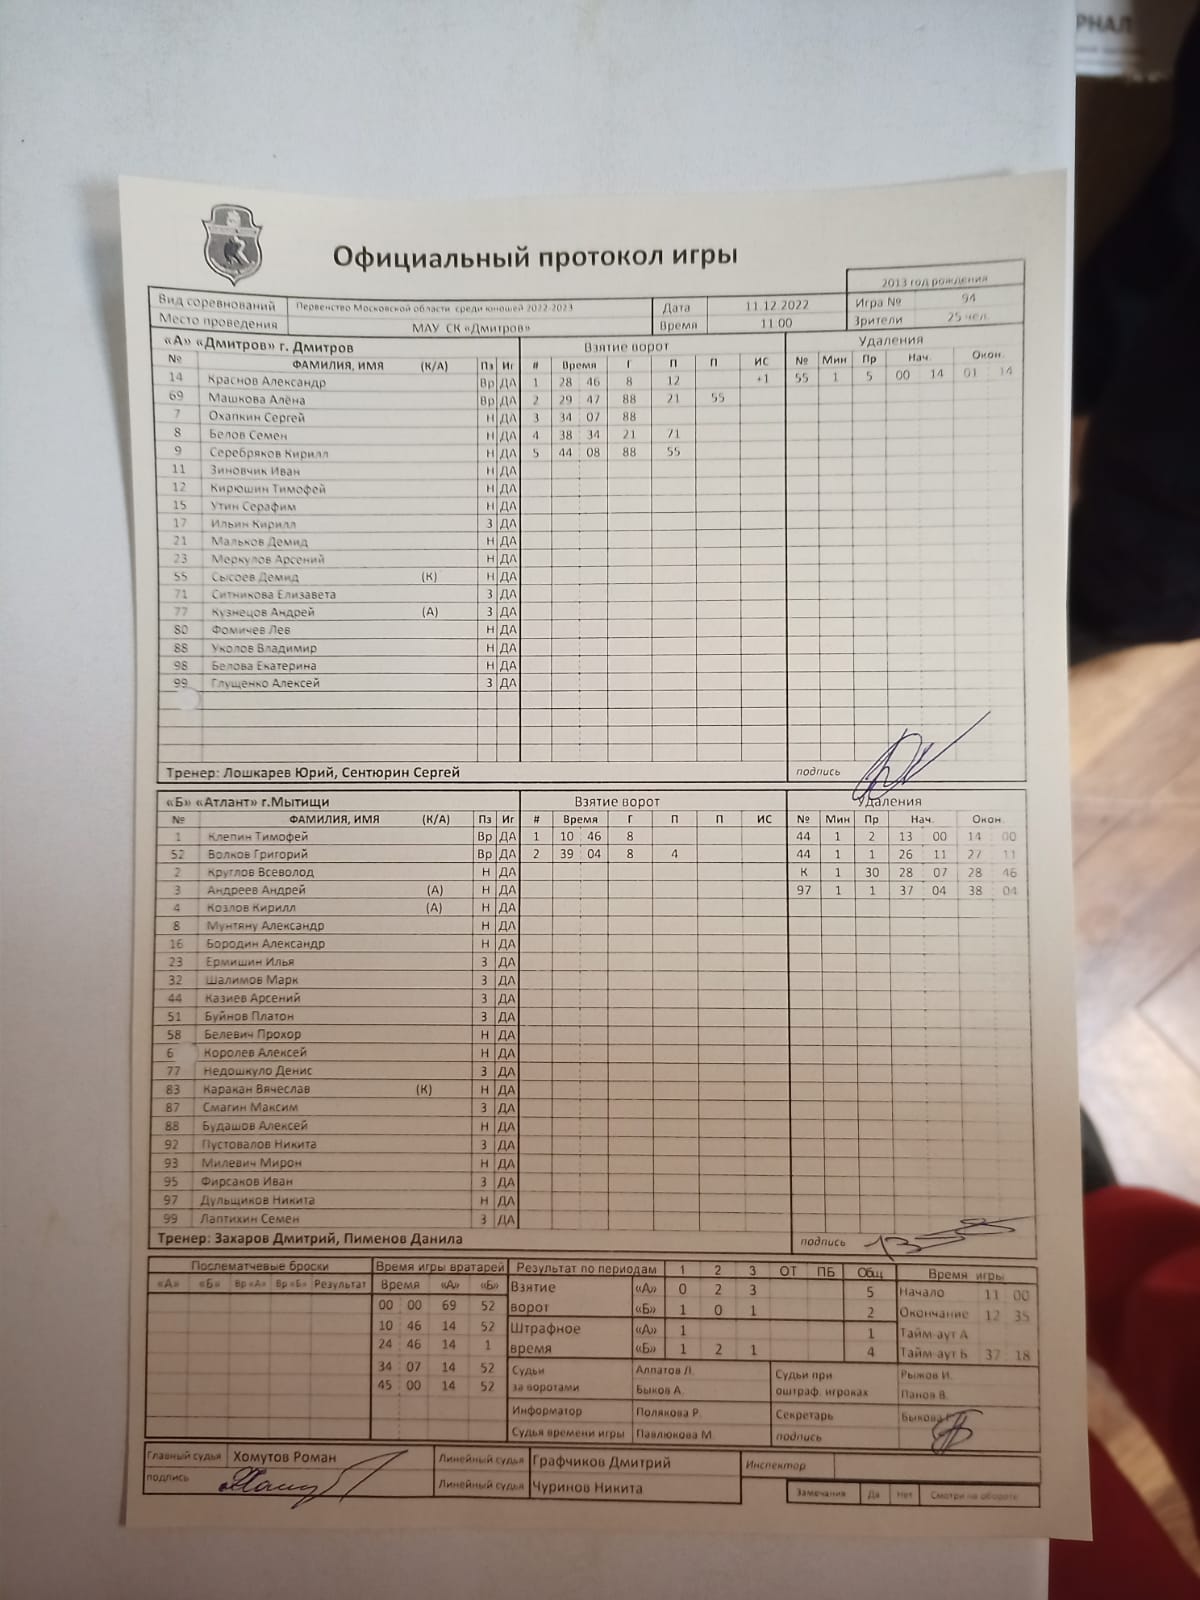 РНАЛ
Официальный протокол игры
2013 год рождения
Вид соревнований Первенство Московской области среди юношей 2022-2023 Дата 11 12.2022 Игра № 94
Место проведения МАУ СК «Дмитров» Время 11 00 Зрители 25 чел.
«А» «Дмитров» г. Дмитров Взятие ворот Удаления
№ ФАМИЛИЯ, ИМЯ (К/А) Пз Иг # Время Г П П ИС № Мин Пр Нач. Окон.
14 Краснов Александр Вр ДА 1 28 46 8 12 +1 55 1 5 00 14 01 14
69 Машкова Алёна Вр ДА 2 29 47 88 21 55
7 Охапкин Сергей Н ДА 3 34 07 88
8 Белов Семен Н ДА 4 38 34 21 71
9 Серебряков Кирилл Н ДА 5 44 08 88 55
11 Зиновчик Иван Н ДА
12 Кирюшин Тимофей Н ДА
15 Утин Серафим Н ДА
17 Ильин Кирилл З ДА
21 Мальков Демид Н ДА
23 Меркулов Арсений Н ДА
55 Сысоев Демид (К) Н ДА
71 Ситникова Елизавета З ДА
77 Кузнецов Андрей (А) З ДА
80 Фомичев Лев Н ДА
88 Уколов Владимир Н ДА
98 Белова Екатерина Н ДА
99 Глущенко Алексей З ДА
Тренер: Лошкарев Юрий, Сентюрин Сергей подпись
«Б» «Атлант» г.Мытищи Взятие ворот Удаления
№ ФАМИЛИЯ, ИМЯ (К/А) Пз Иг # Время Г П П ИС № Мин Пр Нач. Окон.
1 Клепин Тимофей Вр ДА 1 10 46 8 44 1 2 13 00 14 00
52 Волков Григорий Вр ДА 2 39 04 8 4 44 1 1 26 11 27 11
2 Круглов Всеволод Н ДА К 1 30 28 07 28 46
3 Андреев Андрей (А) Н ДА 97 1 1 37 04 38 04
4 Козлов Кирилл (А) Н ДА
8 Мунтяну Александр Н ДА
16 Бородин Александр Н ДА
23 Ермишин Илья З ДА
32 Шалимов Марк З ДА
44 Казиев Арсений З ДА
51 Буйнов Платон З ДА
58 Белевич Прохор Н ДА
6 Королев Алексей Н ДА
77 Недошкуло Денис З ДА
83 Каракан Вячеслав (К) Н ДА
87 Смагин Максим З ДА
88 Будашов Алексей Н ДА
92 Пустовалов Никита З ДА
93 Милевич Мирон Н ДА
95 Фирсаков Иван З ДА
97 Дульщиков Никита Н ДА
99 Лаптихин Семен З ДА
Тренер: Захаров Дмитрий, Пименов Данила подпись
Послематчевые броски Время игры вратарей Результат по периодам 1 2 3 ОТ ПБ Общ Время игры
«А» «Б» Вр «А» Вр «Б» Результат Время «А» «Б» Взятие ворот «А» 0 2 3 5 Начало 11 00
00 00 69 52 «Б» 1 0 1 2 Окончание 12 35
10 46 14 52 Штрафное время «А» 1 1 Тайм-аут А
24 46 14 1 «Б» 1 2 1 4 Тайм-аут Б 37 18
34 07 14 52 Судьи за воротами Алпатов Л. Судьи при оштраф. игроках Рыжов И.
45 00 14 52 Быков А. Панов В.
Информатор Полякова Р. Секретарь Быкова
Судья времени игры Павлюкова М. подпись
Главный судья Хомутов Роман Линейный судья Графчиков Дмитрий Инспектор
подпись Линейный судья Чуринов Никита Замечания Да Нет Смотри на обороте